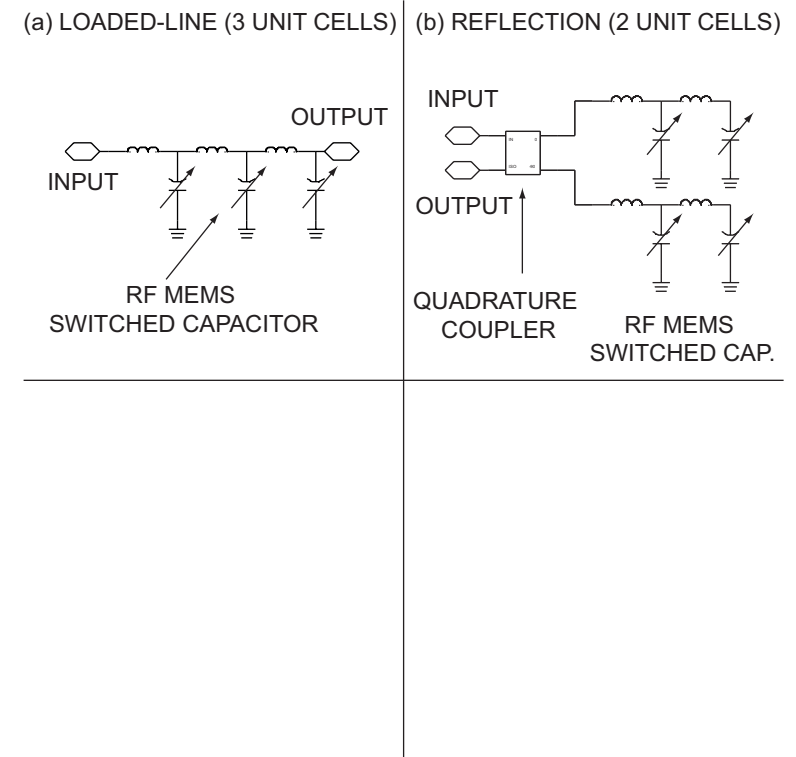 (a) LOADED-LINE (3 UNIT CELLS)
INPUT
OUTPUT
RF MEMS
SWITCHED CAPACITOR
(b) REFLECTION (2 UNIT CELLS)
INPUT
IN
OUTPUT
QUADRATURE
COUPLER
RF MEMS
SWITCHED CAP.